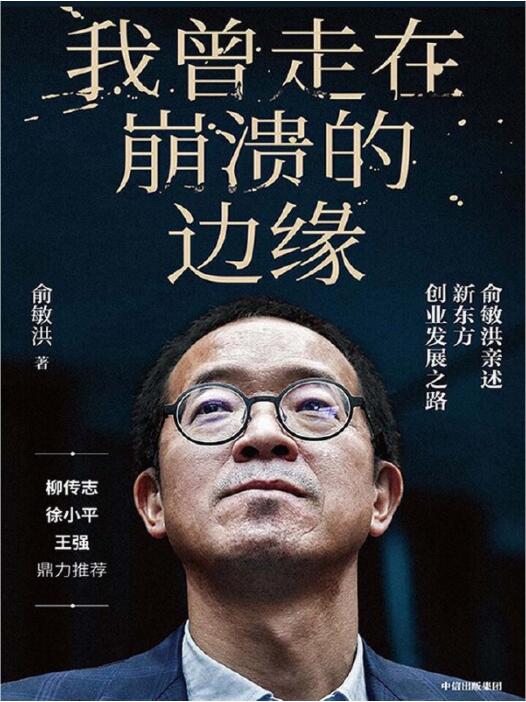 我曾走在
崩溃的
边缘
俞敏洪亲述
新东方
创业发展之路
俞敏洪 著
柳传志
徐小平
王强
鼎力推荐
中信出版集团